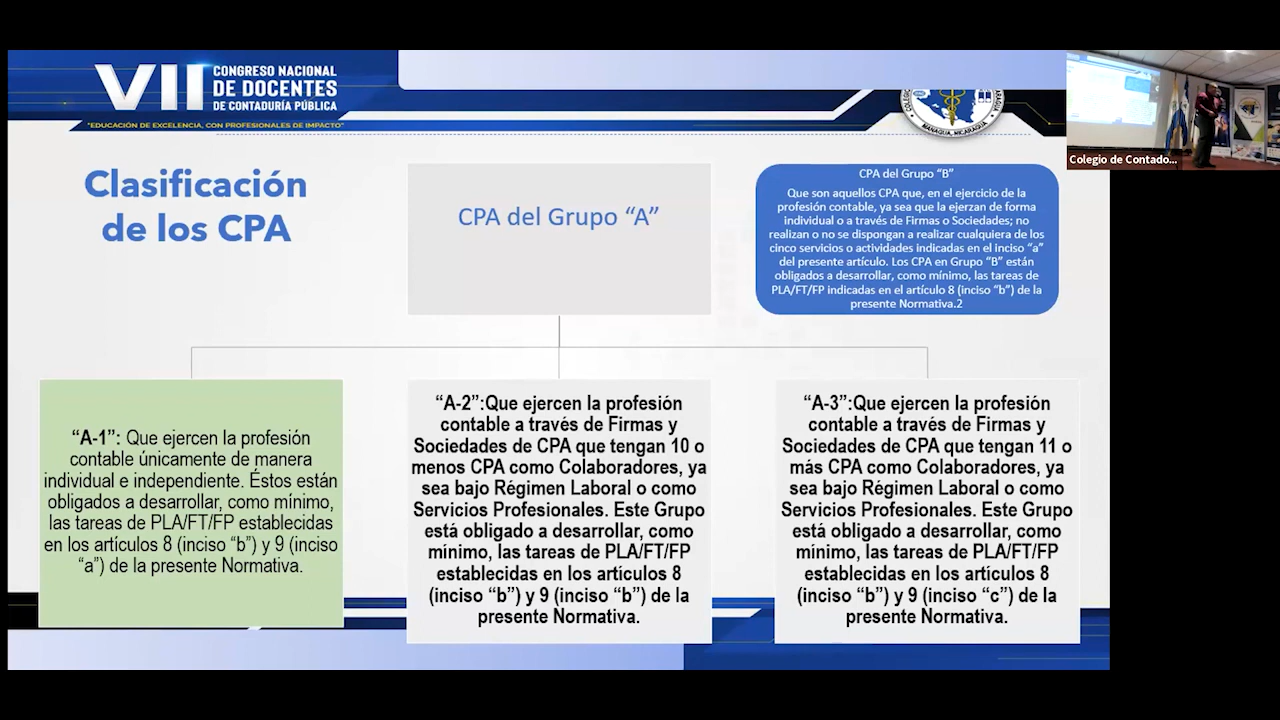 VII CONGRESO NACIONAL
DE DOCENTES
DE CONTADURÍA PÚBLICA
"EDUCACIÓN DE EXCELENCIA, CON PROFESIONALES DE IMPACTO"
MANAGUA, NICARAGUA
Colegio de Contado...
Clasificación
de los CPA
CPA del Grupo “A”
CPA del Grupo “B”
Que son aquellos CPA que, en el ejercicio de la
profesión contable, ya sea que la ejerzan de forma
individual o a través de Firmas o Sociedades; no
realizan o no se dispongan a realizar cualquiera de los
cinco servicios o actividades indicadas en el inciso “a”
del presente artículo. Los CPA en Grupo “B” están
obligados a desarrollar, como mínimo, las tareas de
PLA/FT/FP indicadas en el artículo 8 (inciso “b”) de la
presente Normativa.2
“A-1”: Que ejercen la profesión
contable únicamente de manera
individual e independiente. Éstos están
obligados a desarrollar, como mínimo,
las tareas de PLA/FT/FP establecidas
en los artículos 8 (inciso “b”) y 9 (inciso
“a”) de la presente Normativa.
“A-2”:Que ejercen la profesión
contable a través de Firmas y
Sociedades de CPA que tengan 10 o
menos CPA como Colaboradores, ya
sea bajo Régimen Laboral o como
Servicios Profesionales. Este Grupo
está obligado a desarrollar, como
mínimo, las tareas de PLA/FT/FP
establecidas en los artículos 8
(inciso “b”) y 9 (inciso “b”) de la
presente Normativa.
“A-3”:Que ejercen la profesión
contable a través de Firmas y
Sociedades de CPA que tengan 11 o
más CPA como Colaboradores, ya
sea bajo Régimen Laboral o como
Servicios Profesionales. Este Grupo
está obligado a desarrollar, como
mínimo, las tareas de PLA/FT/FP
establecidas en los artículos 8
(inciso “b”) y 9 (inciso “c”) de la
presente Normativa.